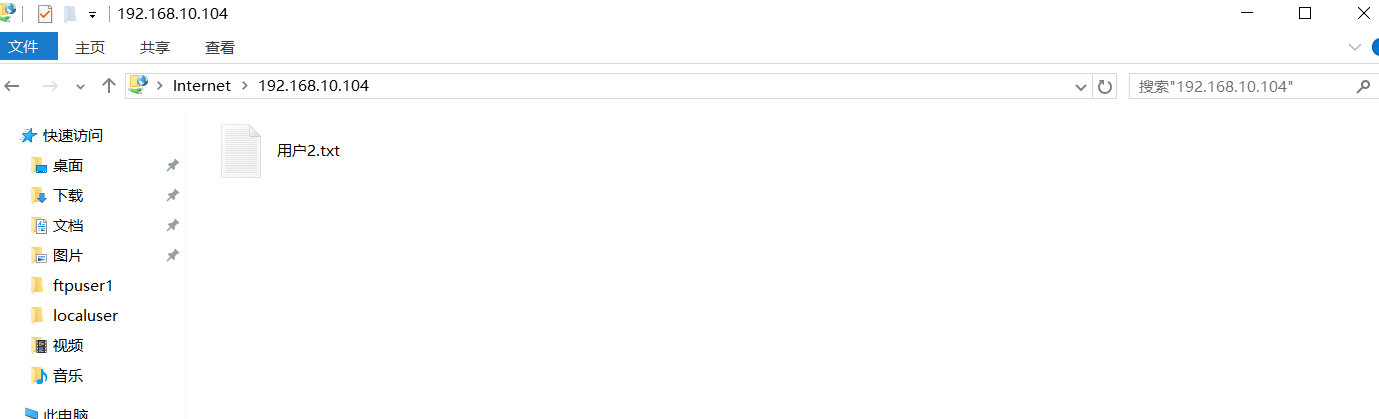 192.168.10.104
文件 主页 共享 查看
Internet 192.168.10.104 搜索"192.168.10.104"
快速访问
桌面
下载
文档
图片
ftpuser1
localuser
视频
音乐
此电脑
用户2.txt